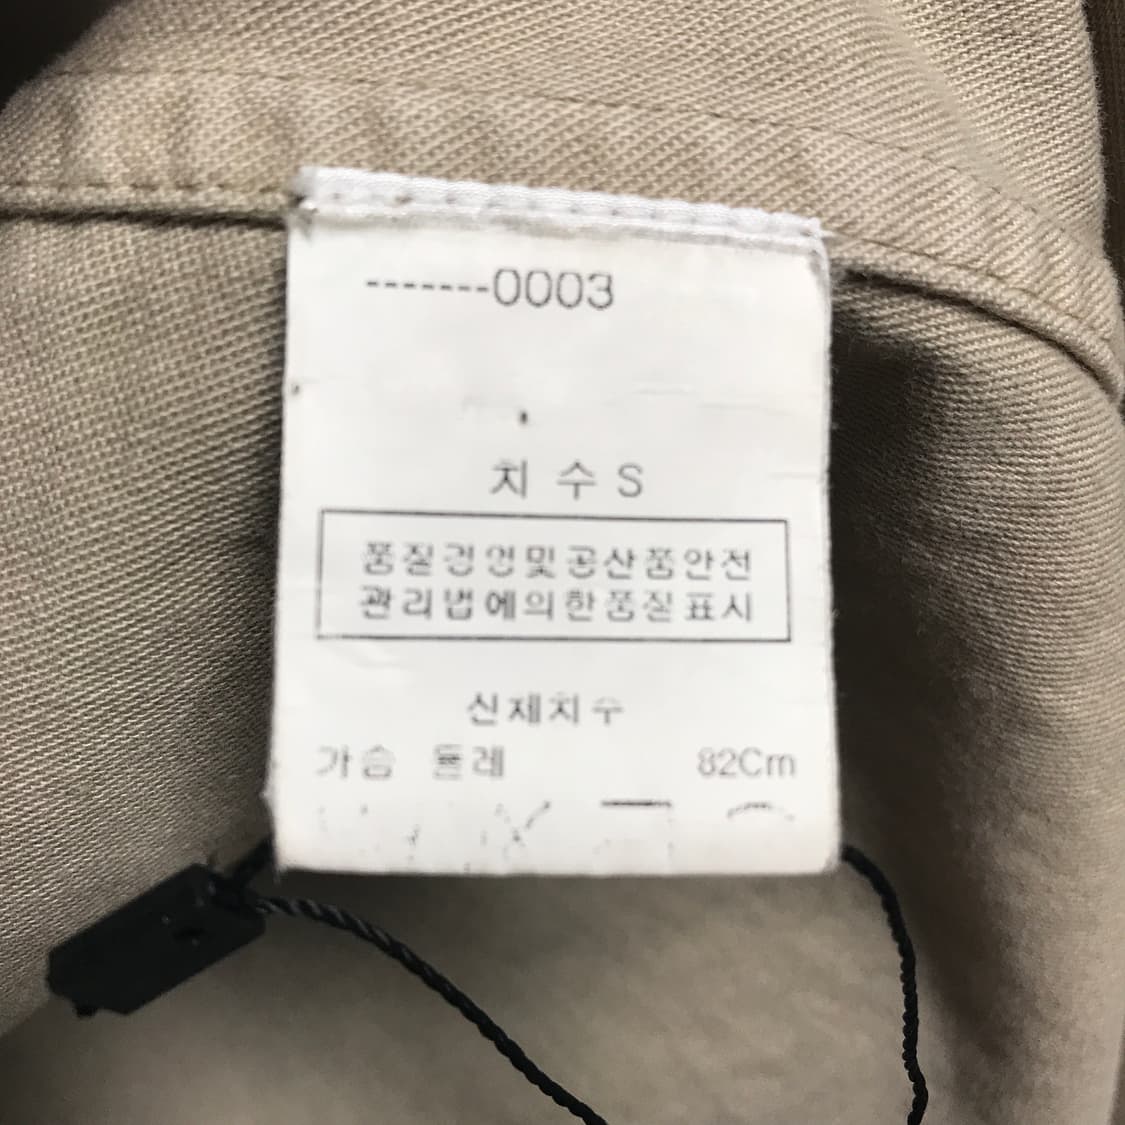 -------0003
치 수 S
품질경영및공산품안전
관리법에의한품질표시
신체치수
가슴 둘레 82Cm